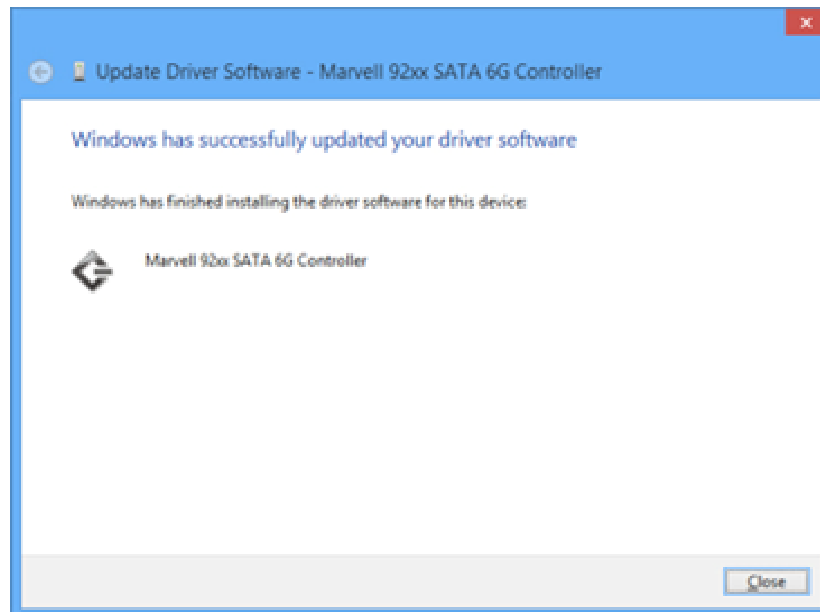 Update Driver Software - Marvell 92xx SATA 6G Controller
Windows has successfully updated your driver software
Windows has finished installing the driver software for this device:
Marvell 92xx SATA 6G Controller
Close